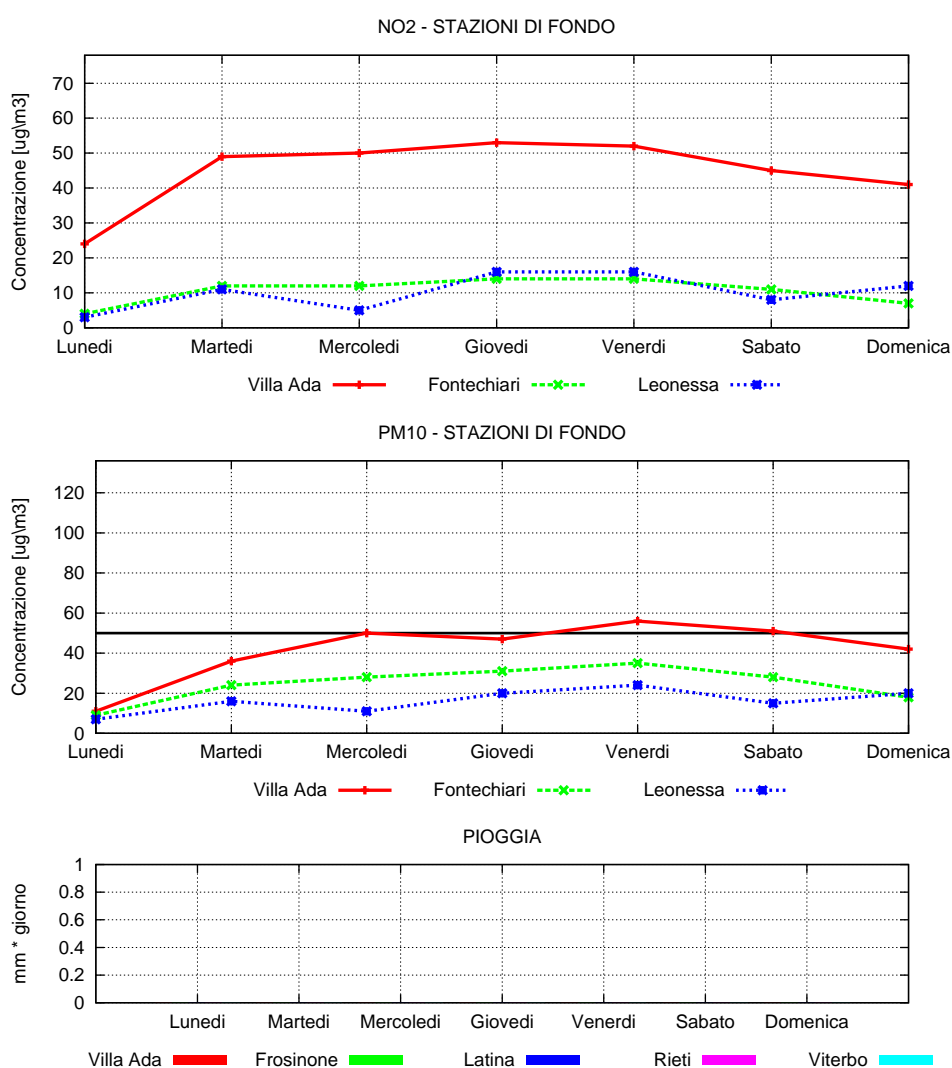 NO2 - STAZIONI DI FONDO
Concentrazione [ug\m3]
70
60
50
40
30
20
10
0
Lunedi Martedi Mercoledi Giovedi Venerdi Sabato Domenica
Villa Ada Fontechiari Leonessa
PM10 - STAZIONI DI FONDO
Concentrazione [ug\m3]
120
100
80
60
40
20
0
Lunedi Martedi Mercoledi Giovedi Venerdi Sabato Domenica
Villa Ada Fontechiari Leonessa
PIOGGIA
mm * giorno
1
0.8
0.6
0.4
0.2
0
Lunedi Martedi Mercoledi Giovedi Venerdi Sabato Domenica
Villa Ada Frosinone Latina Rieti Viterbo